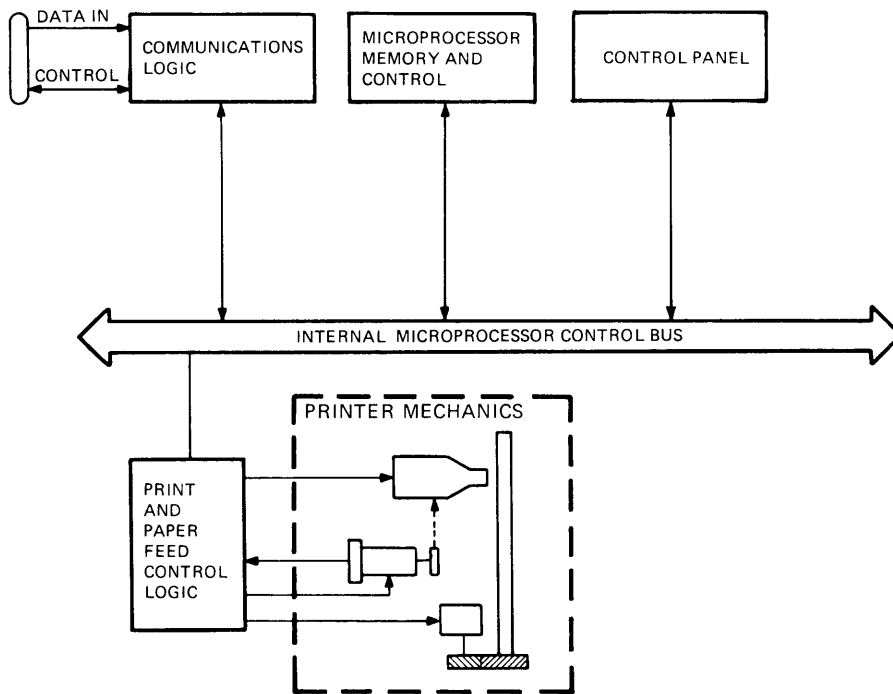 DATA IN
CONTROL
COMMUNICATIONS
LOGIC
MICROPROCESSOR
MEMORY AND
CONTROL
CONTROL PANEL
INTERNAL MICROPROCESSOR CONTROL BUS
PRINTER MECHANICS
PRINT
AND
PAPER
FEED
CONTROL
LOGIC